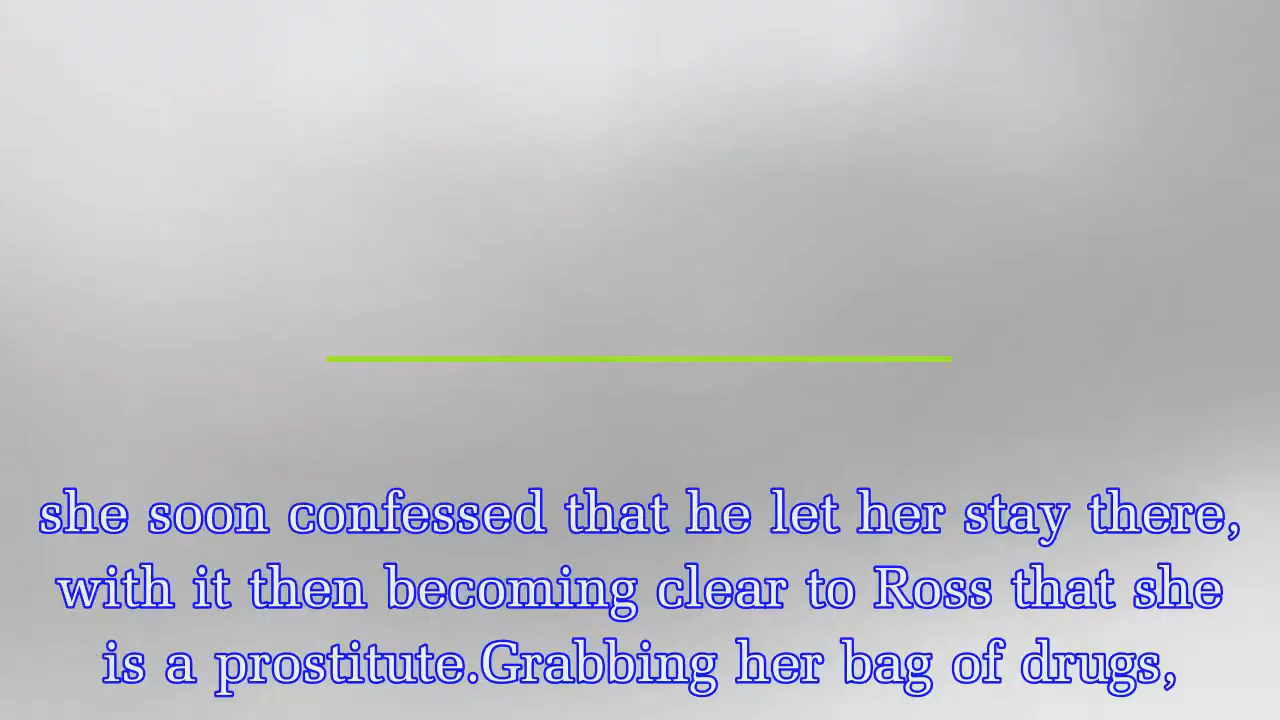 she soon confessed that he let her stay there,
with it then becoming clear to Ross that she
is a prostitute.Grabbing her bag of drugs,